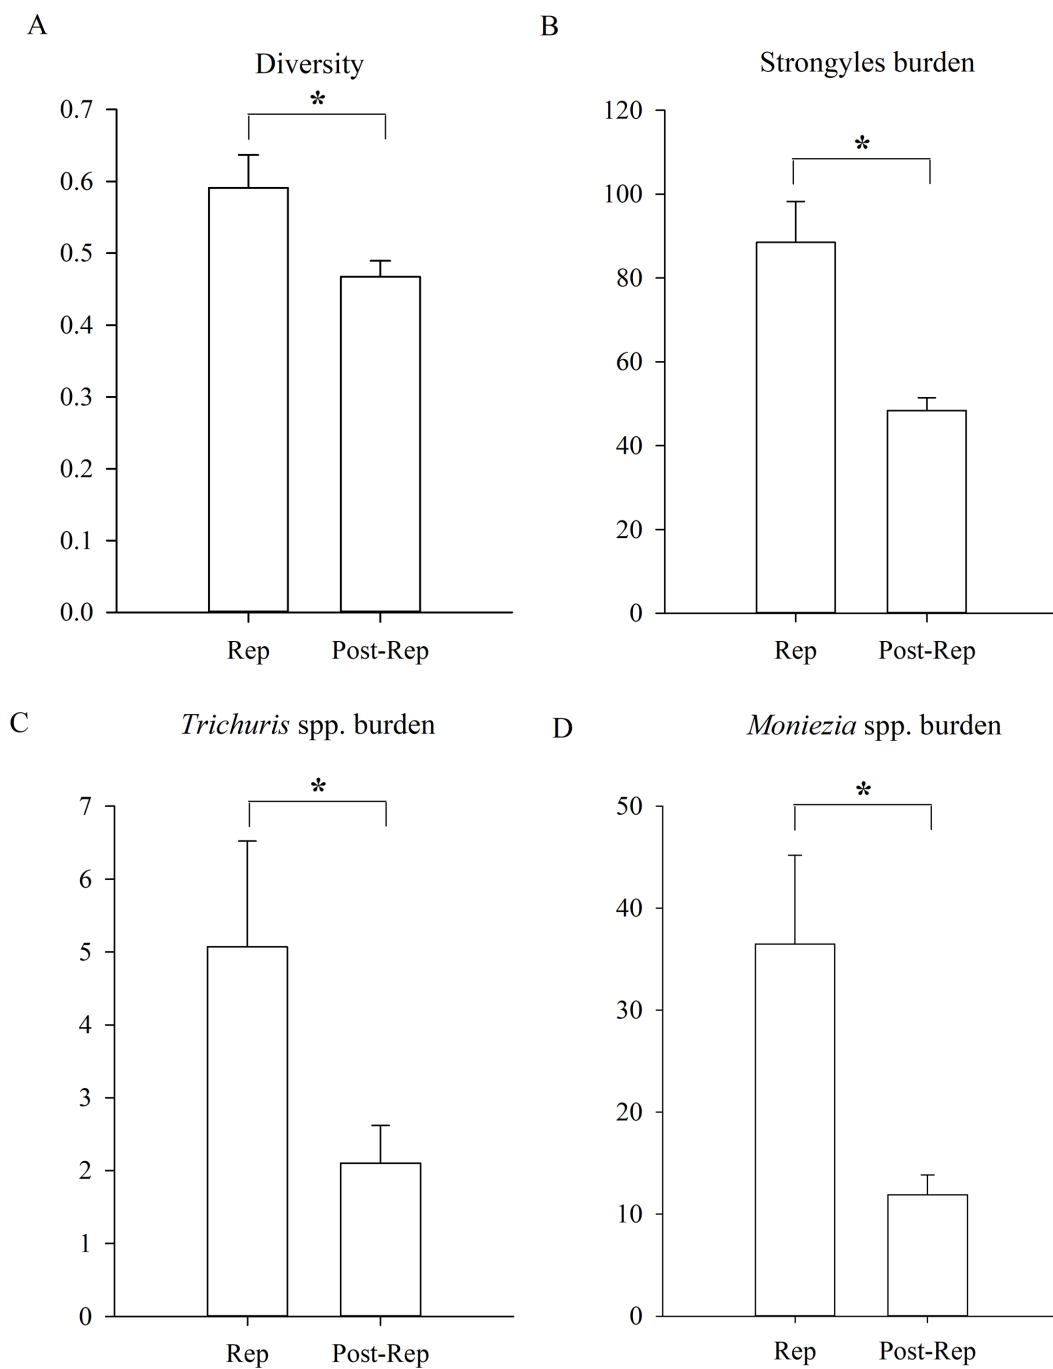 A
Diversity
*
0.7
0.6
0.5
0.4
0.3
0.2
0.1
0.0
Rep Post-Rep
B
Strongyles burden
*
120
100
80
60
40
20
0
Rep Post-Rep
C
Trichuris spp. burden
*
7
6
5
4
3
2
1
0
Rep Post-Rep
D
Moniezia spp. burden
*
50
40
30
20
10
0
Rep Post-Rep